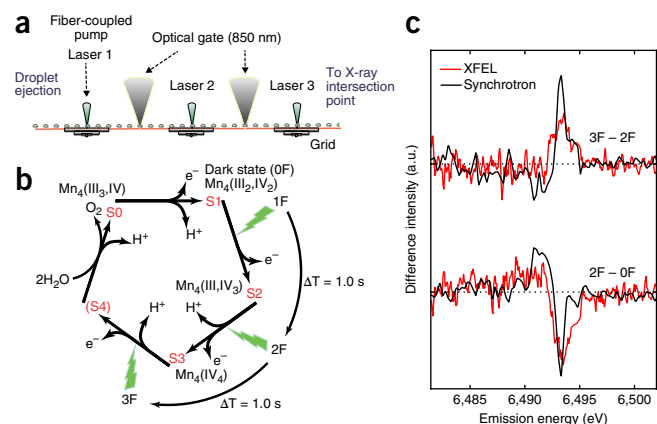 a
Fiber-coupled
pump
Laser 1
Optical gate (850 nm)
Droplet
ejection
Laser 2
Laser 3
To X-ray
intersection
point
Grid
b
Dark state (0F)
Mn4(III3,IV)
e–
Mn4(III2,IV2)
O2
S0
S1
1F
H+
H+
2H2O
e–
ΔT = 1.0 s
Mn4(III,IV3)
S2
(S4)
H+
H+
e–
S3
e–
2F
Mn4(IV4)
3F
ΔT = 1.0 s
c
XFEL
Synchrotron
3F – 2F
2F – 0F
Difference intensity (a.u.)
6,485 6,490 6,495 6,500
Emission energy (eV)